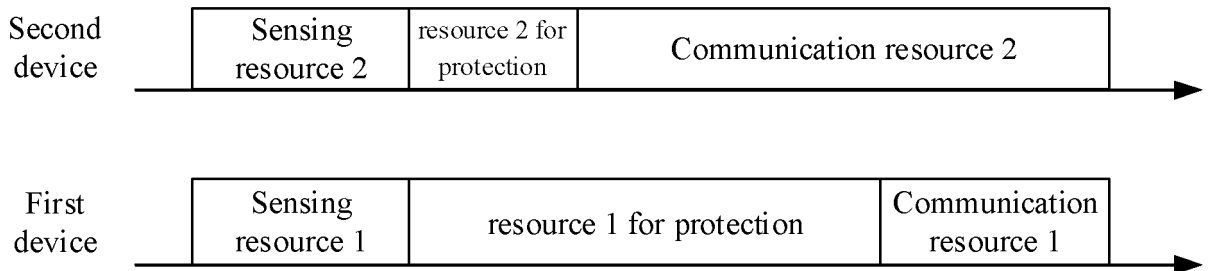 Second
device
Sensing
resource 2
resource 2 for
protection
Communication resource 2
First
device
Sensing
resource 1
resource 1 for protection
Communication
resource 1